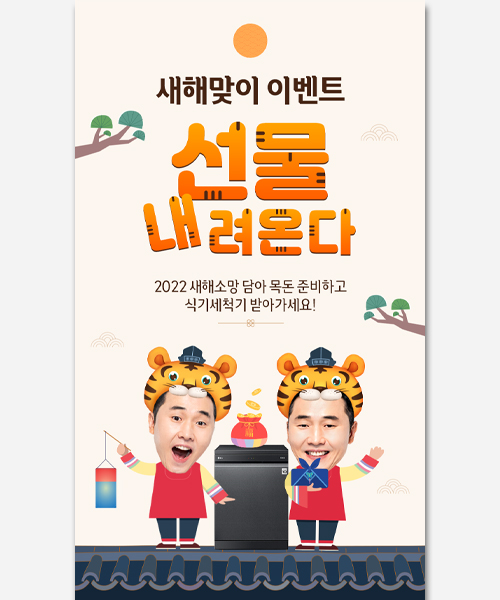 새해맞이 이벤트
선물
내려온다
2022 새해소망 담아 목돈 준비하고
식기세척기 받아가세요!